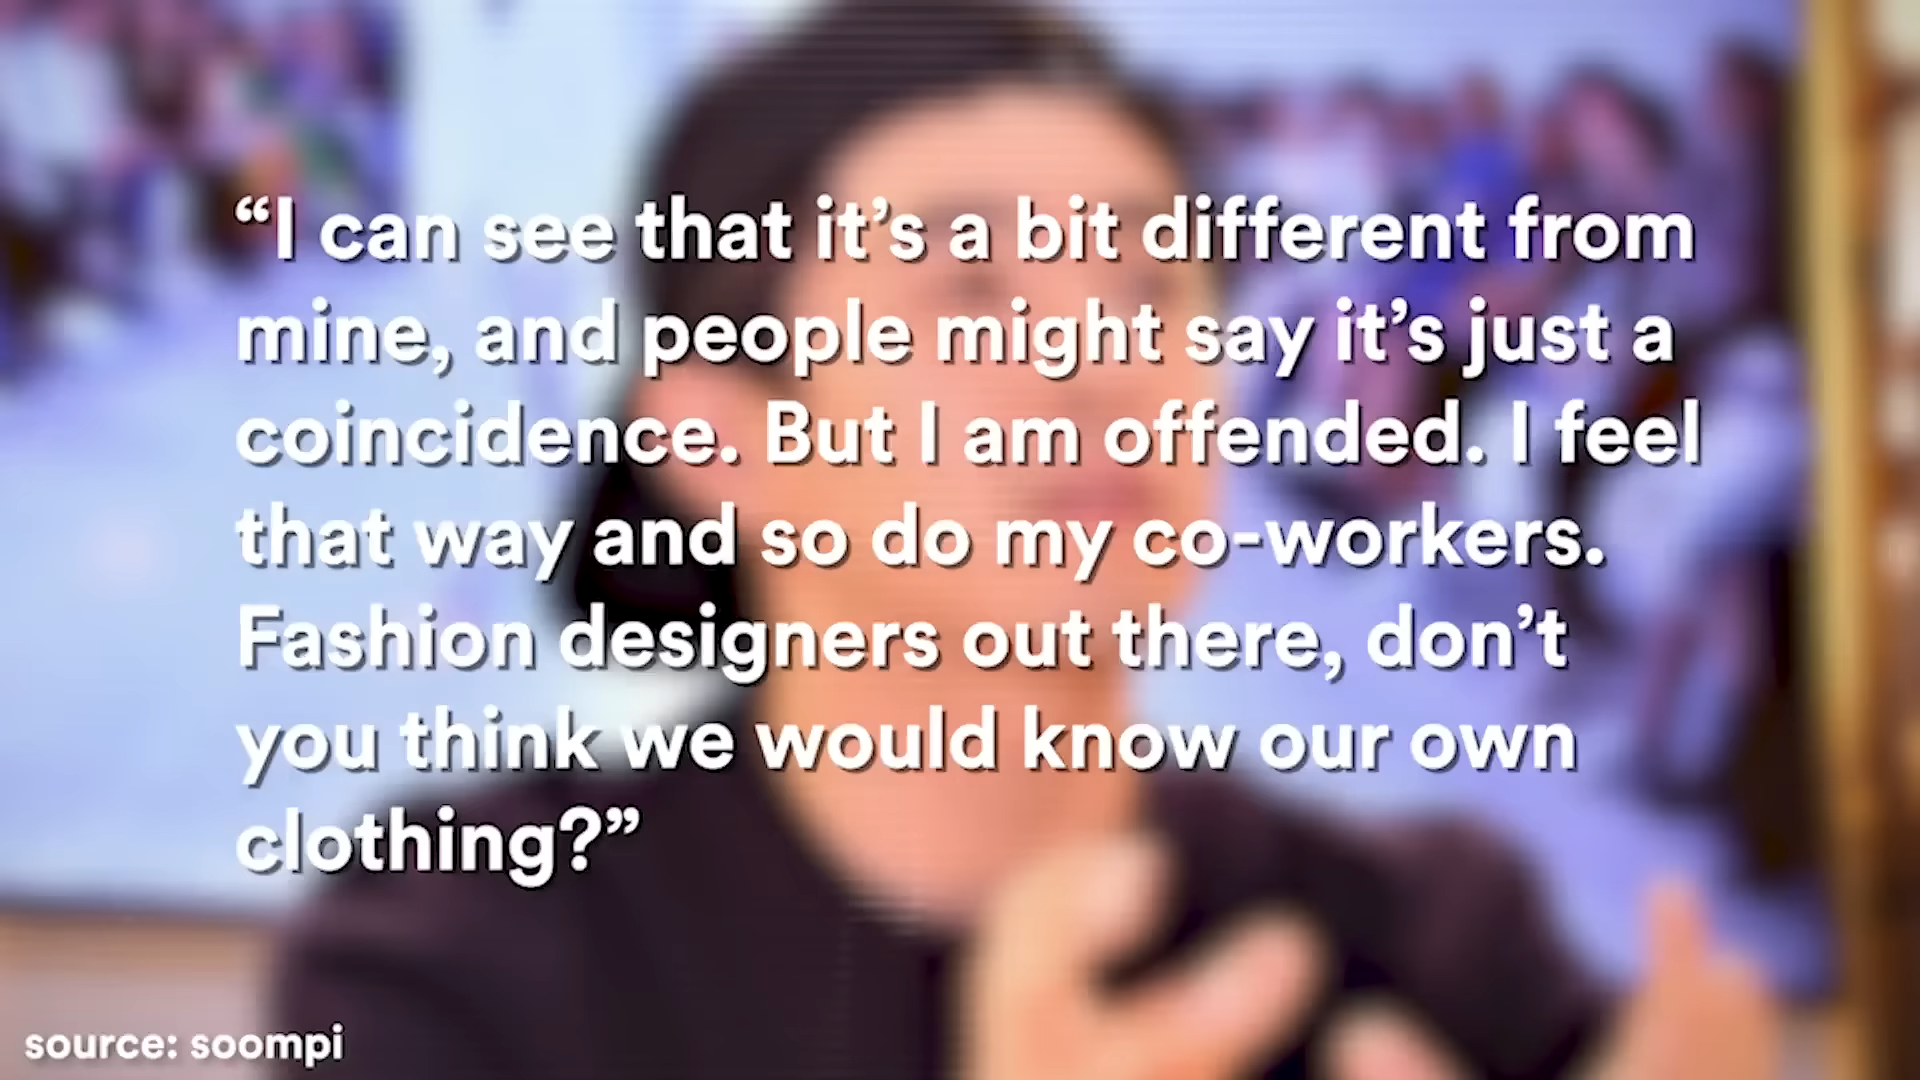 “I can see that it’s a bit different from
mine, and people might say it’s just a
coincidence. But I am offended. I feel
that way and so do my co-workers.
Fashion designers out there, don’t
you think we would know our own
clothing?”
source: soompi